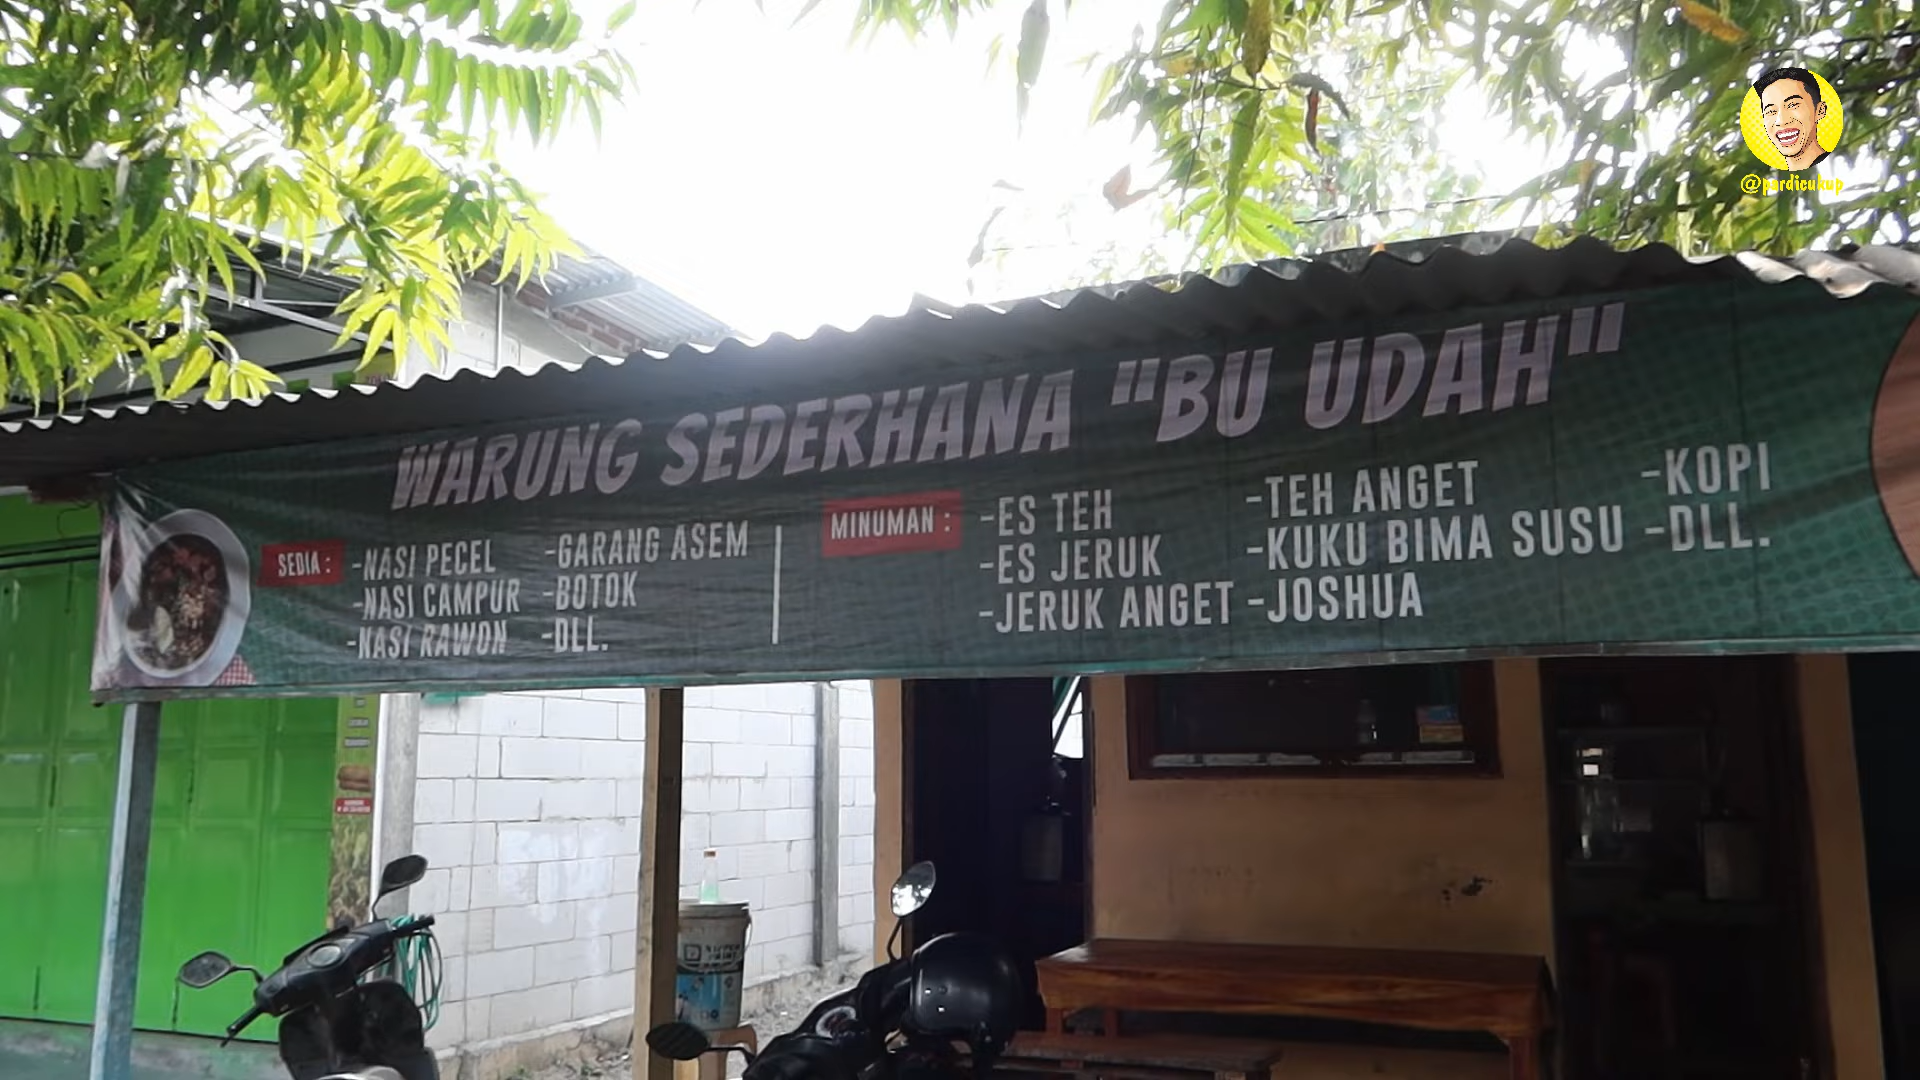 @pardicukup
WARUNG SEDERHANA "BU UDAH"
SEDIA :
-NASI PECEL
-NASI CAMPUR
-NASI RAWON
-GARANG ASEM
-BOTOK
-DLL.
MINUMAN :
-ES TEH
-ES JERUK
-JERUK ANGET
-TEH ANGET
-KUKU BIMA SUSU
-JOSHUA
-KOPI
-DLL.